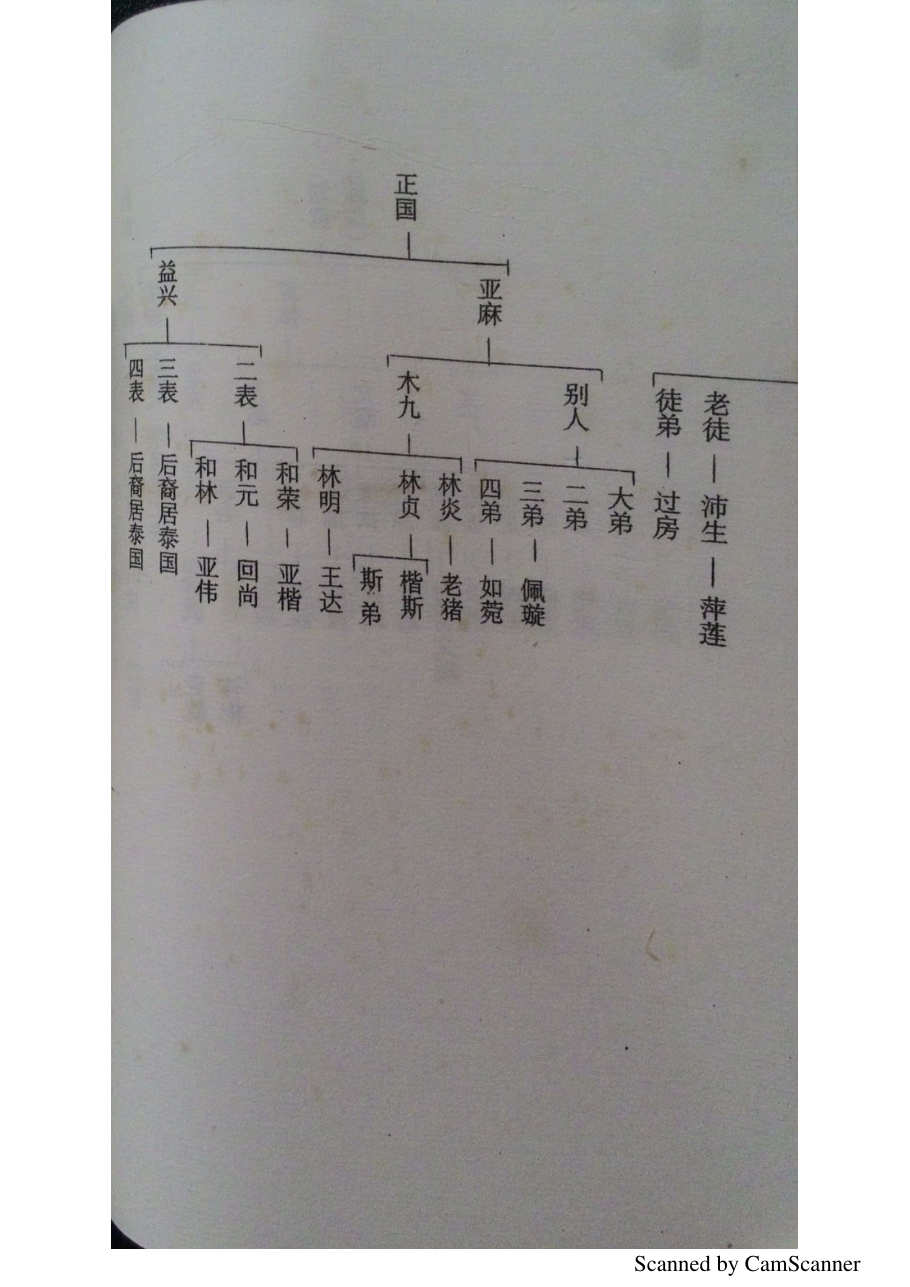 正国
亚麻
益兴
老徒
沛生
萍莲
徒弟
过房
别人
木九
大弟
二弟
三弟
佩璇
四弟
如菀
林炎
老猪
林贞
楷斯
斯弟
林明
王达
二表
三表
四表
和荣
亚楷
和元
回尚
和林
亚伟
后裔居泰国
后裔居泰国
Scanned by CamScanner